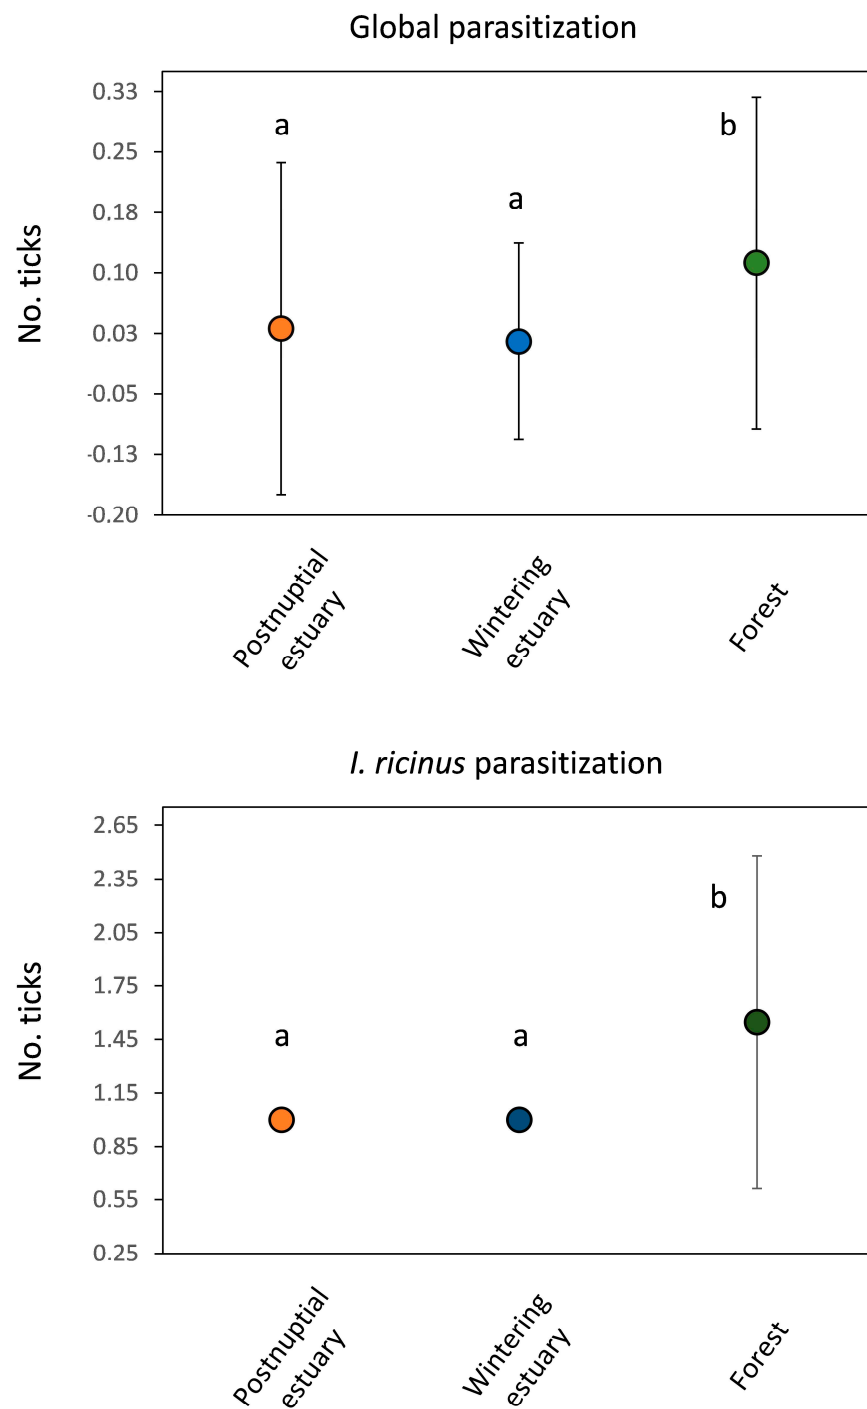 Global parasitization
0.33
a
b
0.25
a
0.18
No. ticks
0.10
0.03
-0.05
-0.13
-0.20
Postnuptial
estuary
Wintering
estuary
Forest
I. ricinus parasitization
2.65
2.35
b
2.05
1.75
No. ticks
1.45
a
a
1.15
0.85
0.55
0.25
Postnuptial
estuary
Wintering
estuary
Forest